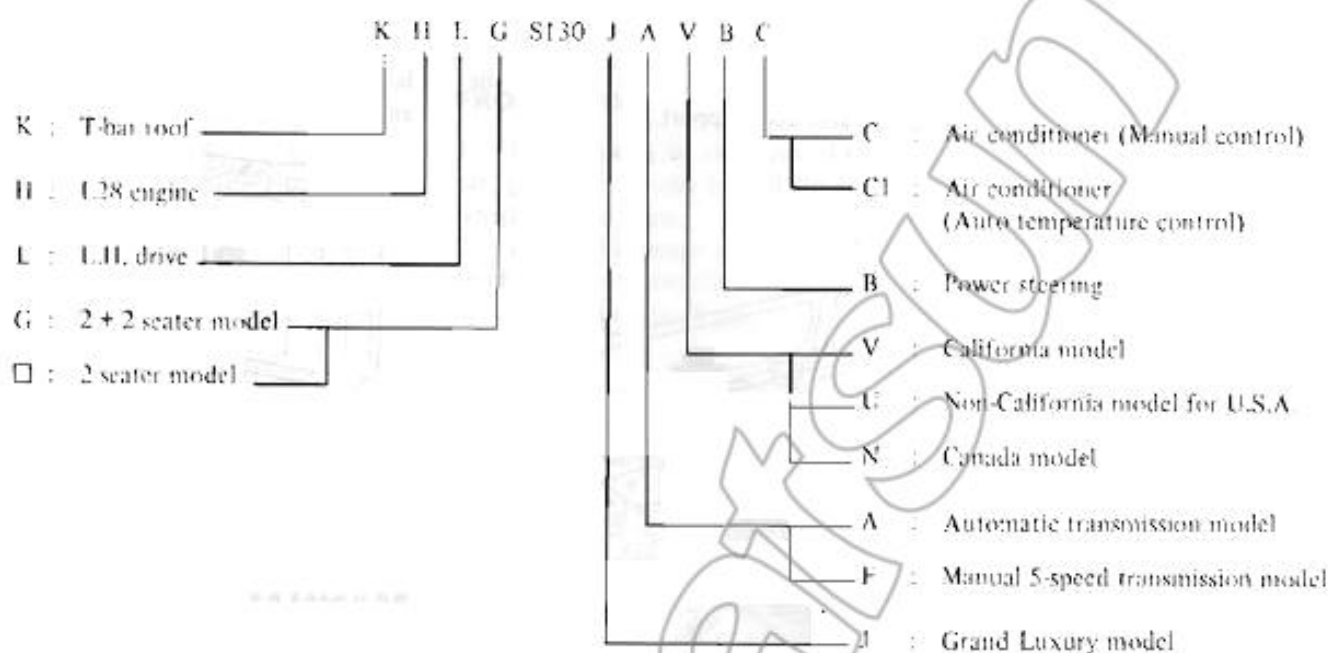 K H L G S130 J A V B C
K : T-bar roof
H : L28 engine
L : L.H. drive
G : 2 + 2 seater model
□ : 2 seater model
C : Air conditioner (Manual control)
C1 : Air conditioner
(Auto temperature control)
B : Power steering
V : California model
U : Non-California model for U.S.A
N : Canada model
A : Automatic transmission model
F : Manual 5-speed transmission model
J : Grand Luxury model